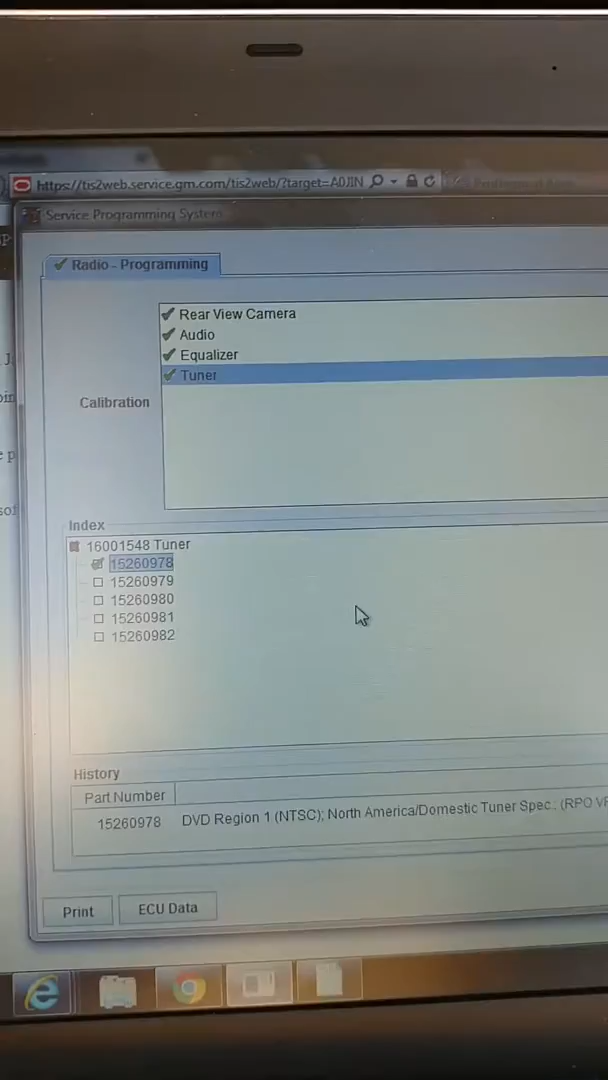 https://tis2web.service.gm.com/tis2web/?target=A0JIN
Service Programming System
Radio - Programming
Rear View Camera
Audio
Equalizer
Tuner
Calibration
Index
16001548 Tuner
15260978
15260979
15260980
15260981
15260982
History
Part Number
15260978 DVD Region 1 (NTSC); North America/Domestic Tuner Spec.; (RPO
Print
ECU Data